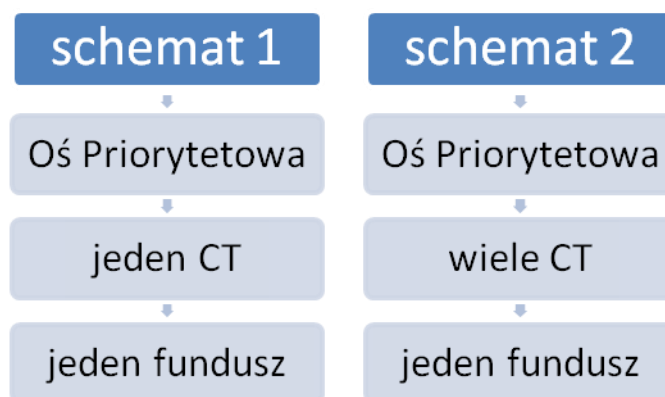 schemat 1
Oś Priorytetowa
jeden CT
jeden fundusz
schemat 2
Oś Priorytetowa
wiele CT
jeden fundusz